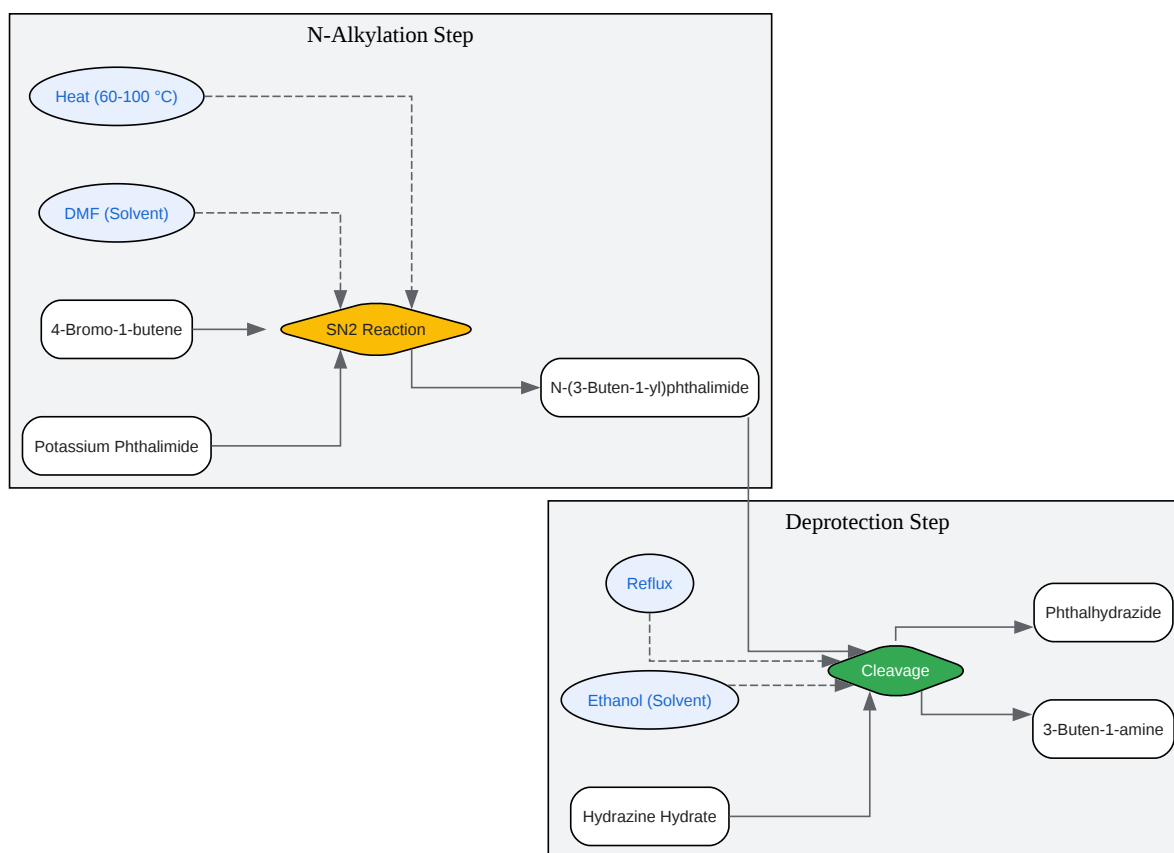 N-Alkylation Step
Heat (60-100 °C)
DMF (Solvent)
4-Bromo-1-butene
SN2 Reaction
N-(3-Buten-1-yl)phthalimide
Potassium Phthalimide
Deprotection Step
Reflux
Phthalhydrazide
Cleavage
Ethanol (Solvent)
3-Buten-1-amine
Hydrazine Hydrate